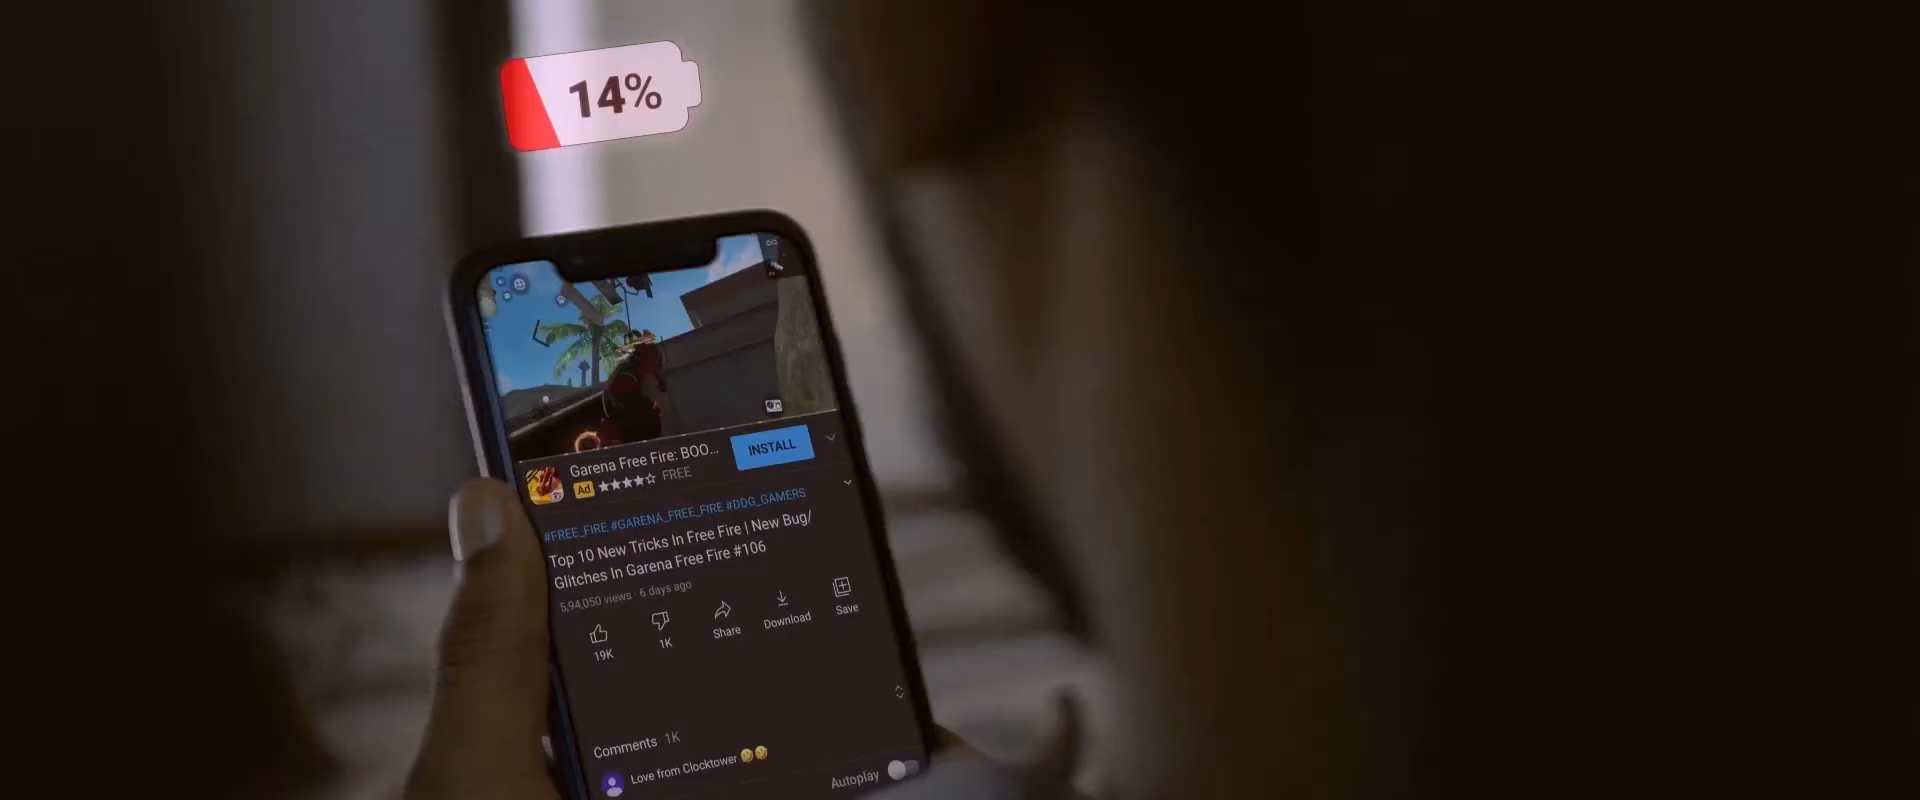 14%
Garena Free Fire: BOO...
INSTALL
Ad
FREE
#FREE_FIRE #GARENA_FREE_FIRE #DDG_GAMERS
Top 10 New Tricks In Free Fire | New Bug/
Glitches In Garena Free Fire #106
5,94,050 views · 6 days ago
19K
1K
Share
Download
Save
Comments 1K
Love from Clocktower 🤣🤣
Autoplay